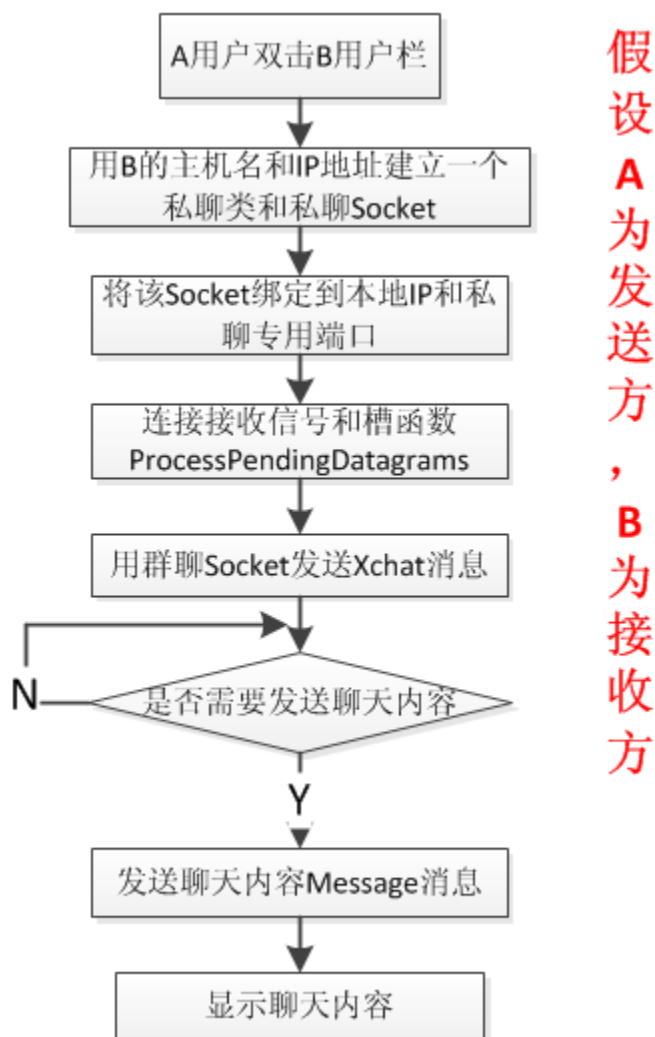 A用户双击B用户栏
用B的主机名和IP地址建立一个
私聊类和私聊Socket
将该Socket绑定到本地IP和私
聊专用端口
连接接收信号和槽函数
ProcessPendingDatagrams
用群聊Socket发送Xchat消息
是否需要发送聊天内容
N
Y
发送聊天内容Message消息
显示聊天内容
假设A为发送方，B为接收方